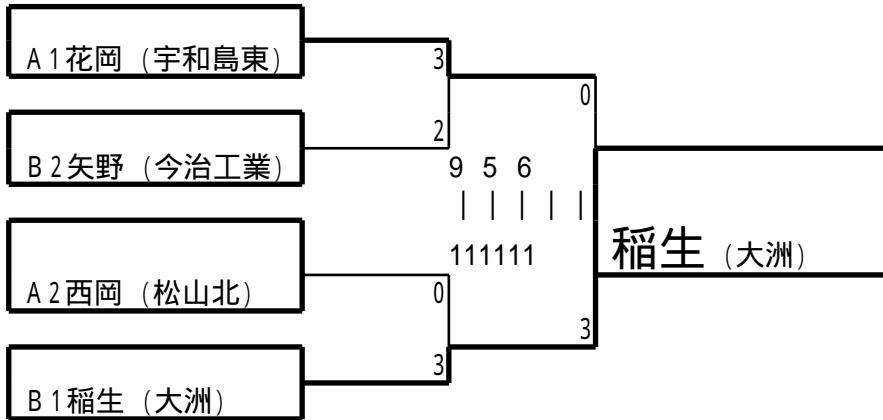 A1花岡 (宇和島東)
3
0
2
B2矢野 (今治工業)
9 5 6
| | | | |
111111
稲生 (大洲)
A2西岡 (松山北)
0
3
3
B1稲生 (大洲)